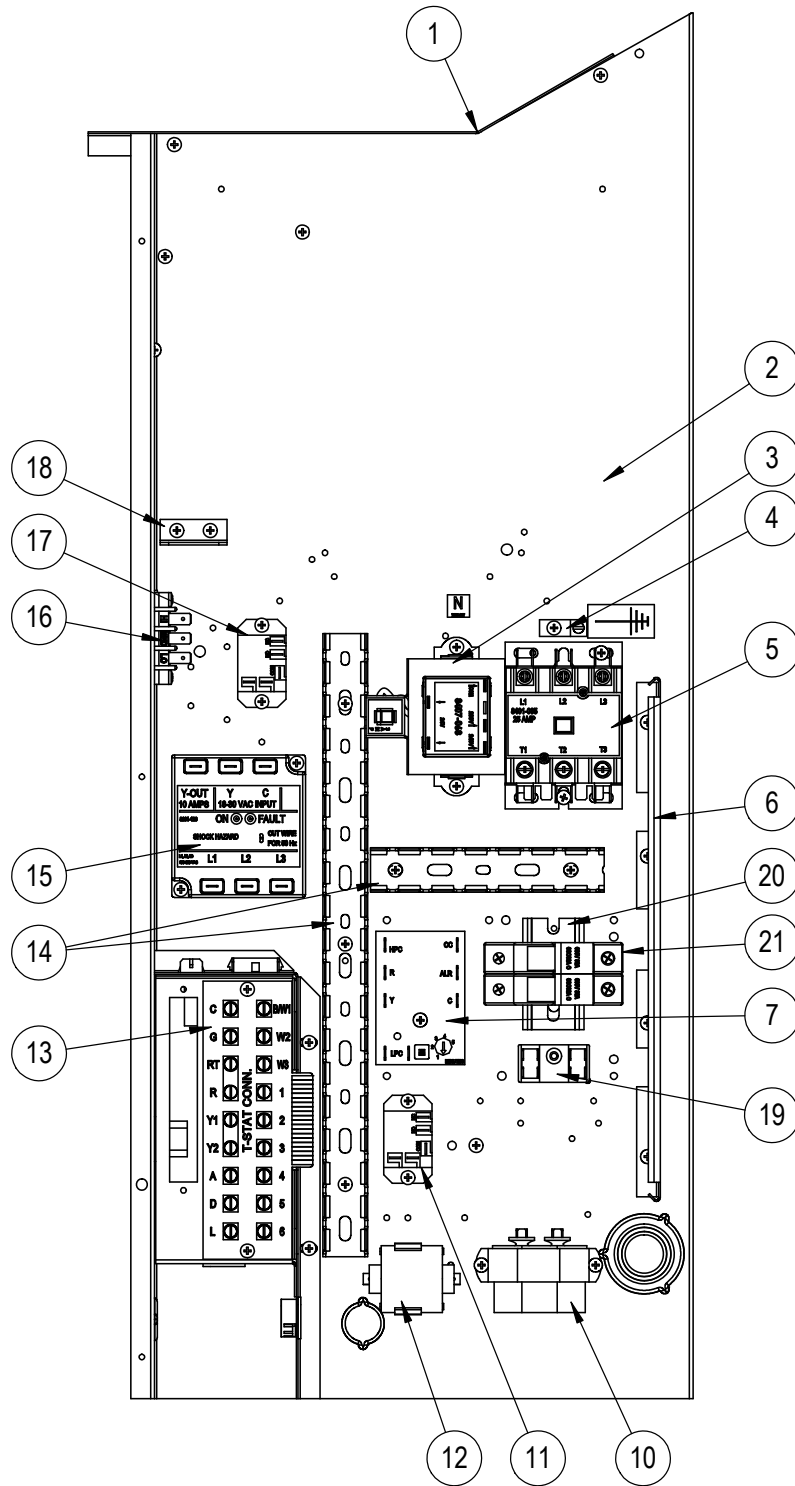 1
2
3
18
4
17
N
16
5
L1 L2 L3
25 AMP
T1 T2 T3
6
Y-OUT Y C
10 AMPS 18-30 VAC INPUT
ON FAULT
SHOCK HAZARD CUT WIRE
FOR 50 Hz
L1 L2 L3
15
20
14
21
HPC CC
R ALR
Y C
LPC
7
13
T-STAT CONN.
C B/W1
G W2
RT W3
R 1
Y1 2
Y2 3
A 4
D 5
L 6
19
12
11
10